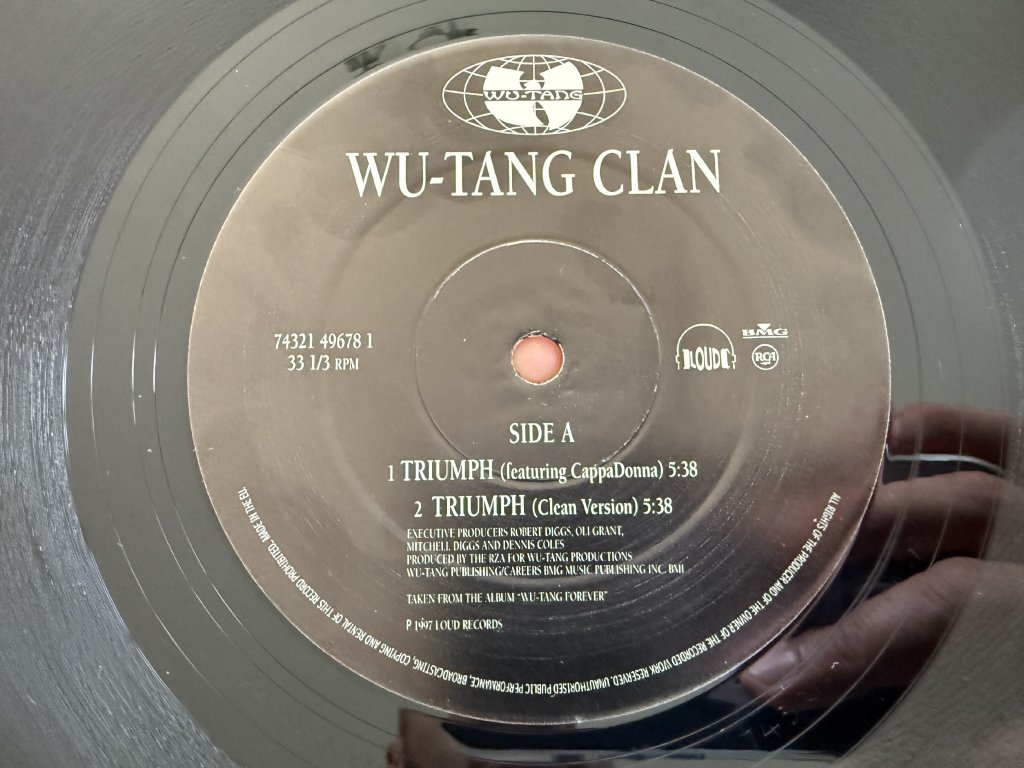 WU-TANG
WU-TANG CLAN
74321 49678 1
33 1/3 RPM
LOUD
BMG
RCA
SIDE A
1 TRIUMPH (featuring CappaDonna) 5:38
2 TRIUMPH (Clean Version) 5:38
EXECUTIVE PRODUCERS ROBERT DIGGS, OLI GRANT,
MITCHELL DIGGS AND DENNIS COLES
PRODUCED BY THE RZA FOR WU-TANG PRODUCTIONS
WU-TANG PUBLISHING/CAREERS BMG MUSIC PUBLISHING INC. BMI
TAKEN FROM THE ALBUM "WU-TANG FOREVER"
P 1997 LOUD RECORDS
ALL RIGHTS OF THE PRODUCER AND OF THE OWNER OF THE RECORDED WORK RESERVED. UNAUTHORISED PUBLIC PERFORMANCE, BROADCASTING, COPYING AND RENTAL OF THIS RECORD PROHIBITED. MADE IN THE E.U.